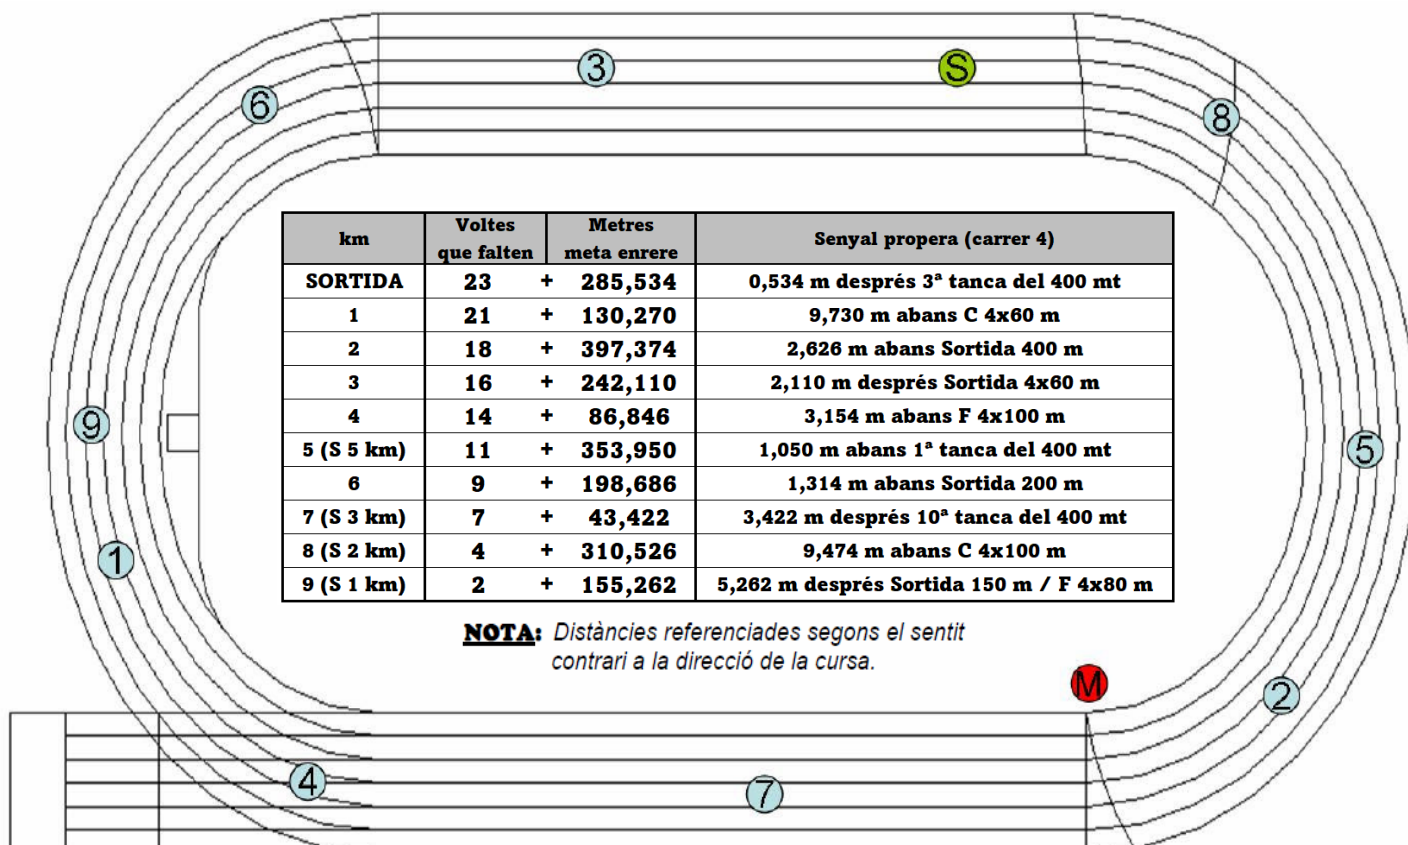 3
S
6
8
km
Voltes
que falten
Metres
meta enrere
Senyal propera (carrer 4)
SORTIDA 23 + 285,534 0,534 m després 3ª tanca del 400 mt
1 21 + 130,270 9,730 m abans C 4x60 m
2 18 + 397,374 2,626 m abans Sortida 400 m
3 16 + 242,110 2,110 m després Sortida 4x60 m
4 14 + 86,846 3,154 m abans F 4x100 m
5 (S 5 km) 11 + 353,950 1,050 m abans 1ª tanca del 400 mt
6 9 + 198,686 1,314 m abans Sortida 200 m
7 (S 3 km) 7 + 43,422 3,422 m després 10ª tanca del 400 mt
8 (S 2 km) 4 + 310,526 9,474 m abans C 4x100 m
9 (S 1 km) 2 + 155,262 5,262 m després Sortida 150 m / F 4x80 m
9
5
1
NOTA: Distàncies referenciades segons el sentit
contrari a la direcció de la cursa.
M
2
4
7